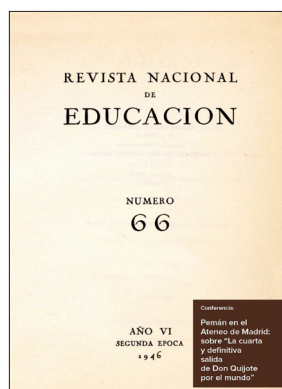 REVISTA NACIONAL
DE
EDUCACION
NUMERO
66
AÑO VI
SEGUNDA EPOCA
1946
Conferencia:
Pemán en el
Ateneo de Madrid:
sobre "La cuarta
y definitiva
salida
de Don Quijote
por el mundo"